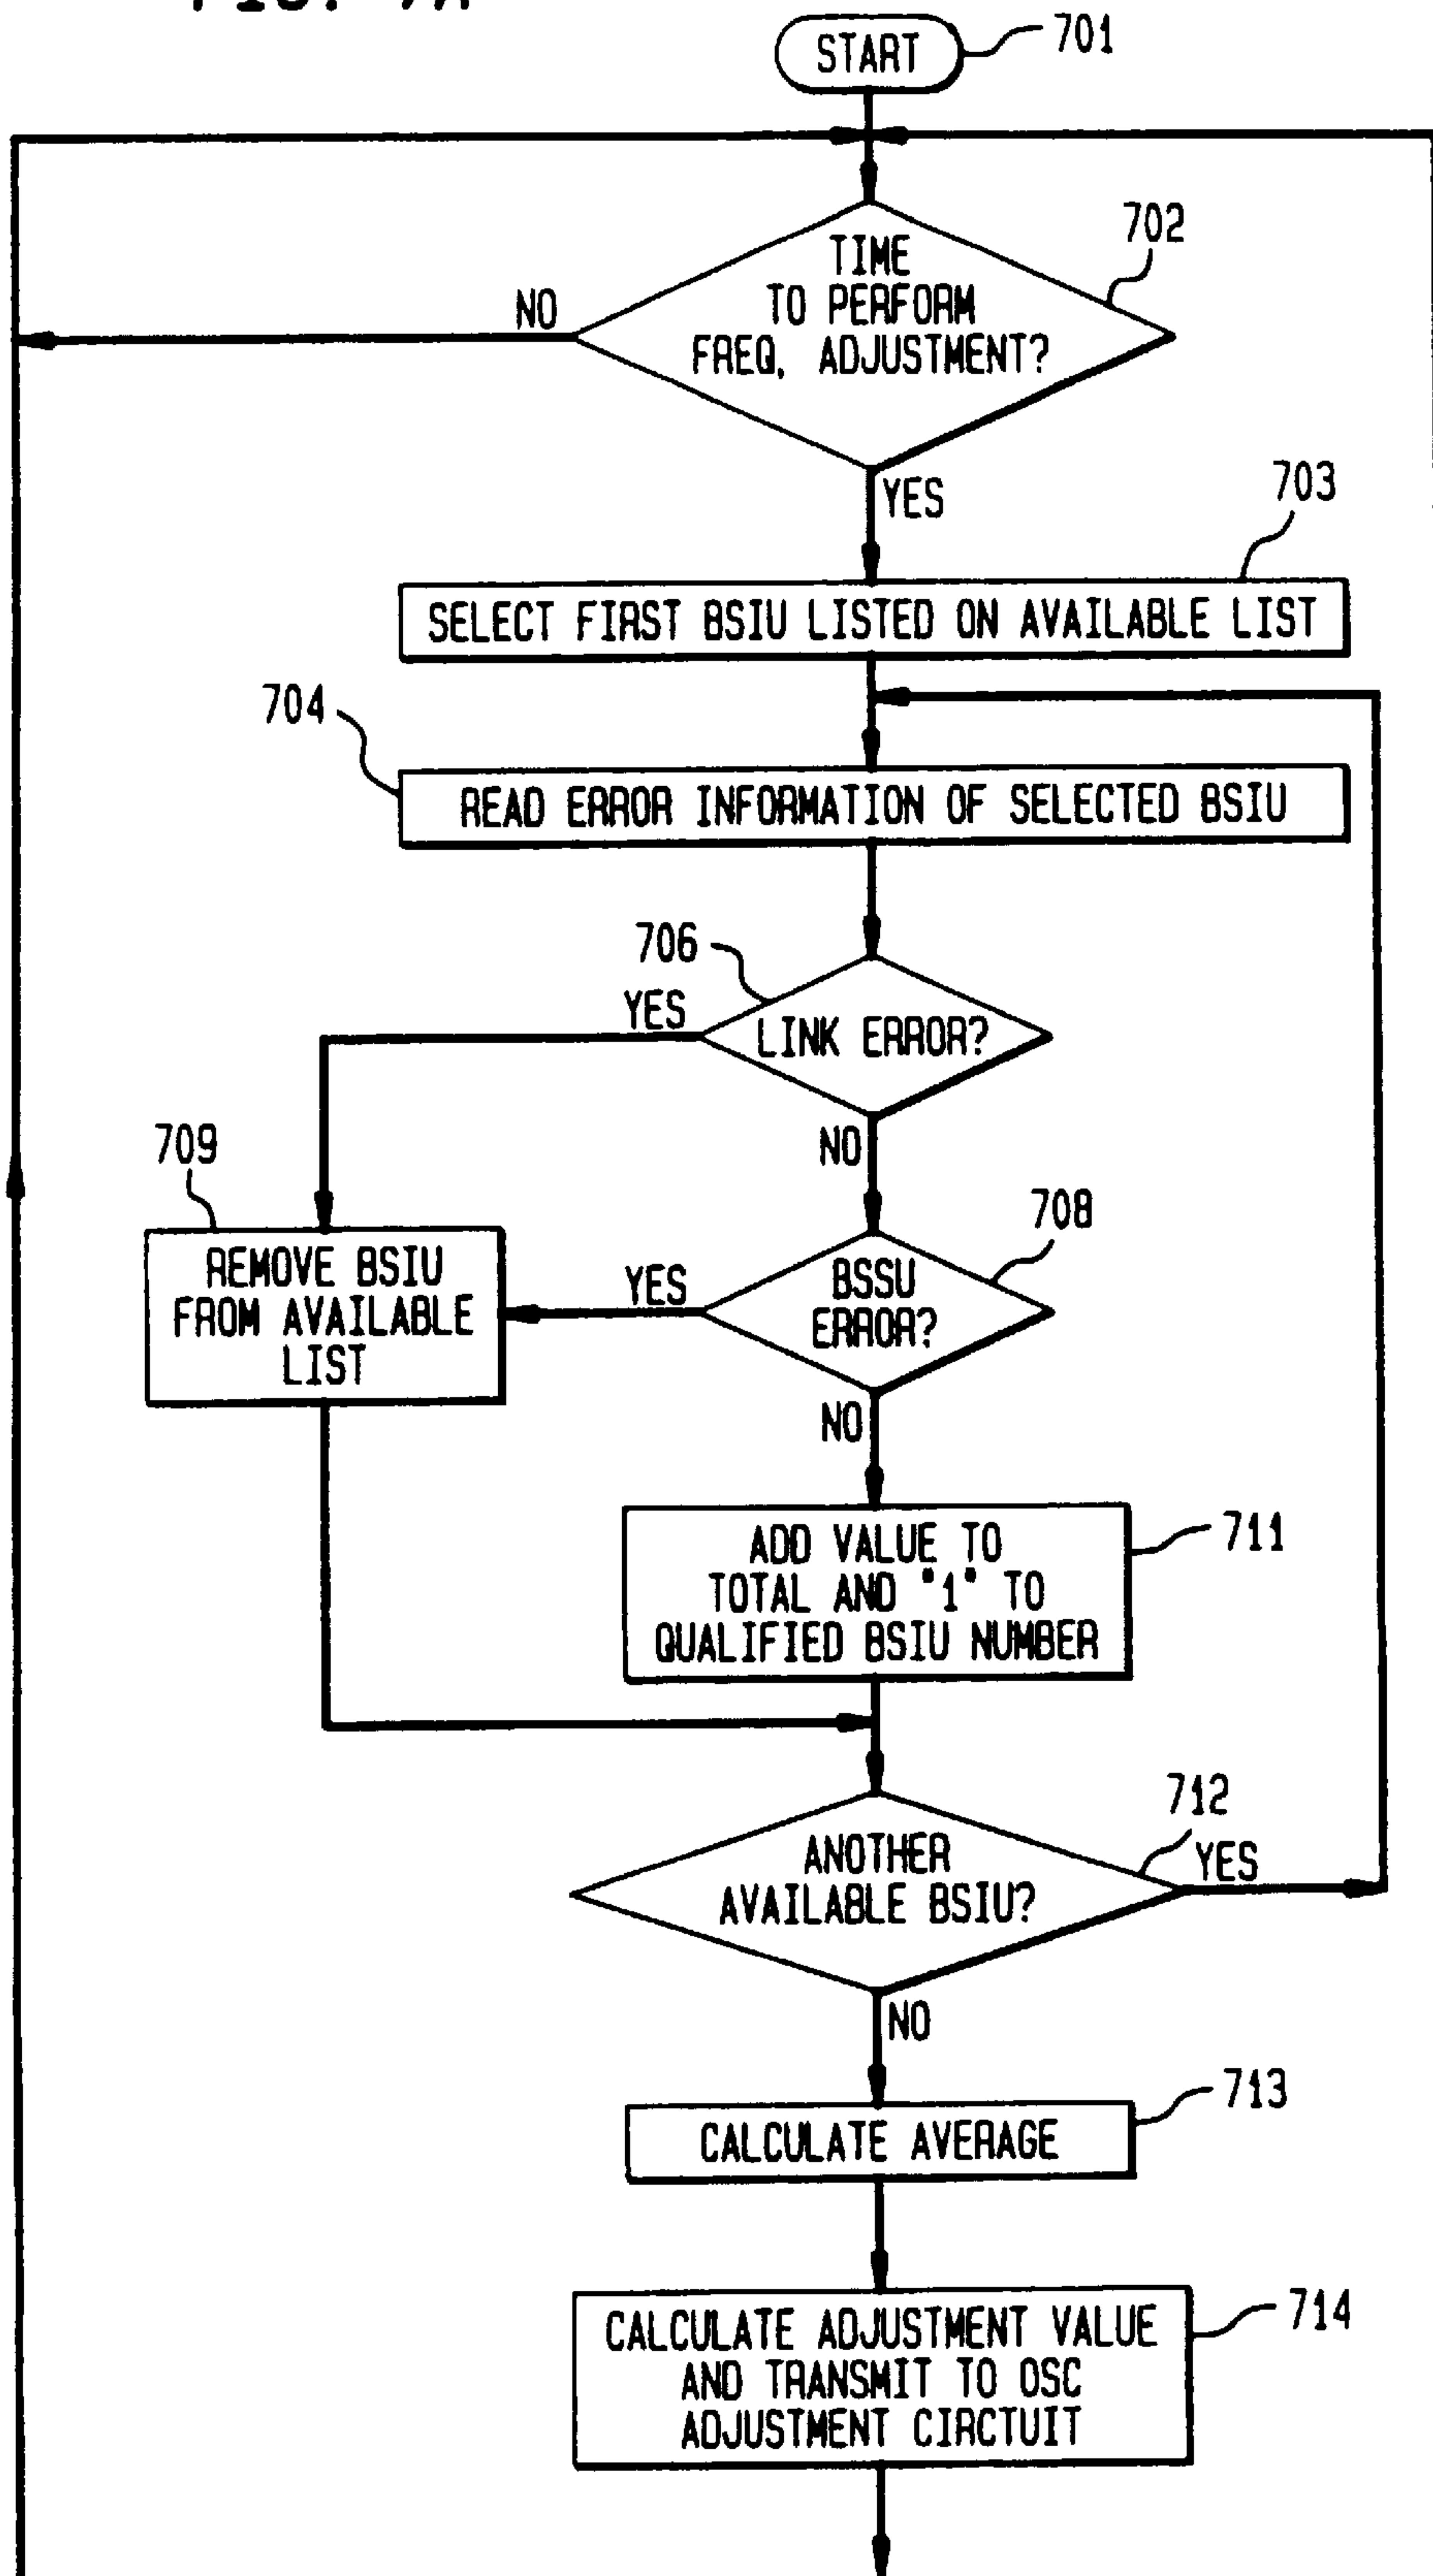 FIG. 7A
START
701
702
TIME
TO PERFORM
FREQ. ADJUSTMENT?
NO
YES
703
SELECT FIRST BSIU LISTED ON AVAILABLE LIST
704
READ ERROR INFORMATION OF SELECTED BSIU
706
YES
LINK ERROR?
NO
709
708
REMOVE BSIU
FROM AVAILABLE
LIST
YES
BSSU
ERROR?
NO
ADD VALUE TO
TOTAL AND "1" TO
QUALIFIED BSIU NUMBER
711
712
ANOTHER
AVAILABLE BSIU?
YES
NO
713
CALCULATE AVERAGE
714
CALCULATE ADJUSTMENT VALUE
AND TRANSMIT TO OSC
ADJUSTMENT CIRCTUIT